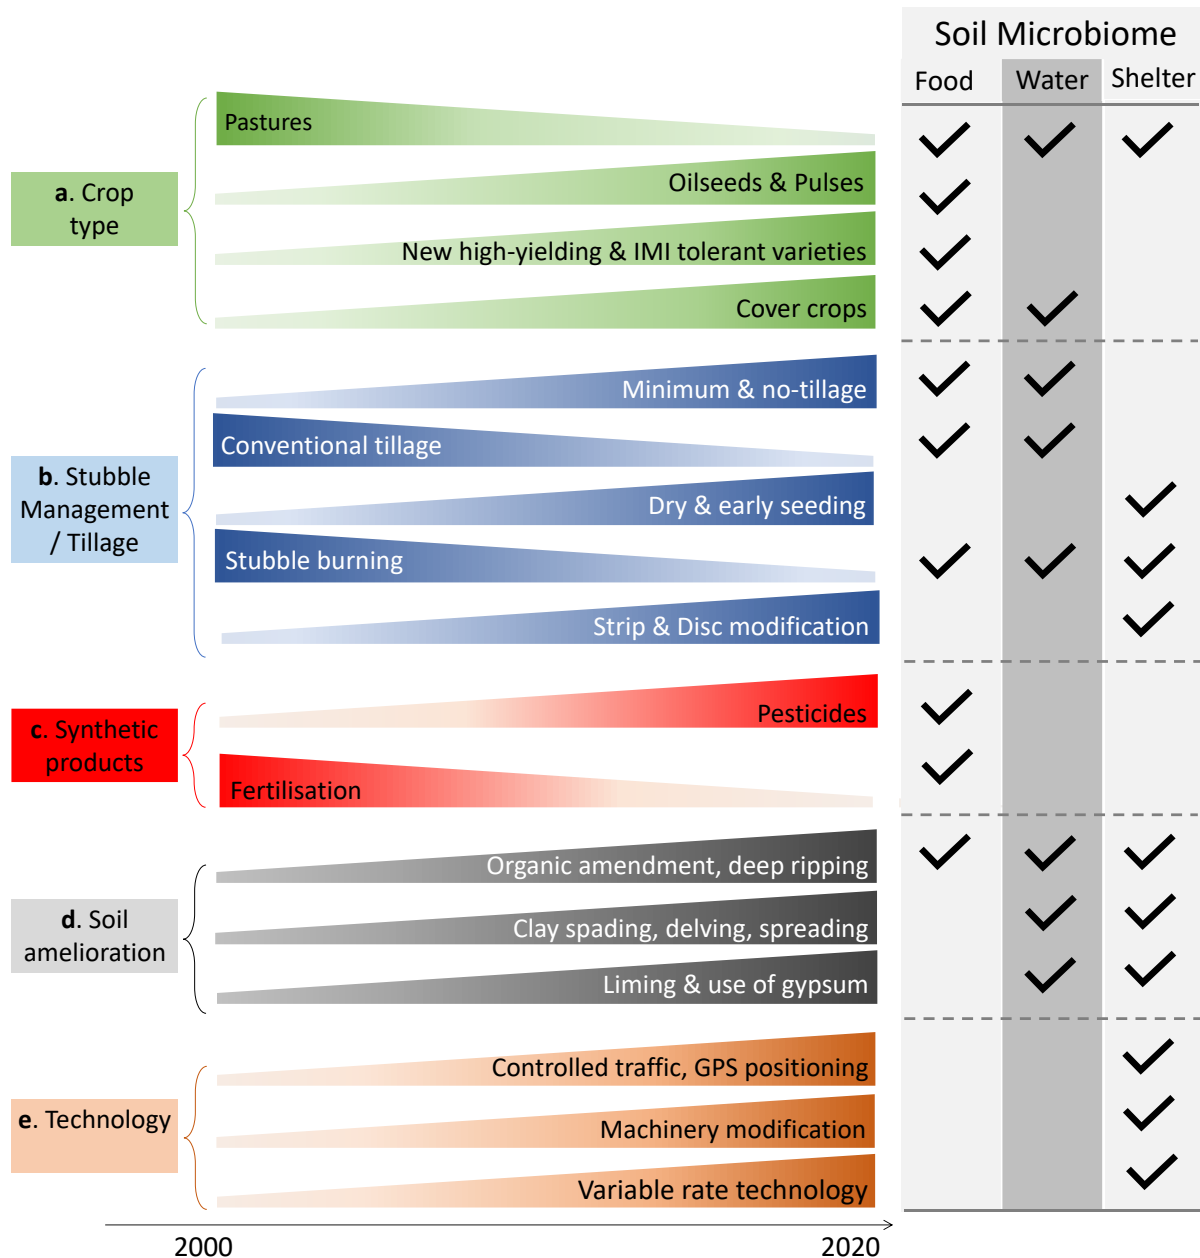 Soil Microbiome
Food Water Shelter
a. Crop
type
Pastures
Oilseeds & Pulses
New high-yielding & IMI tolerant varieties
Cover crops
b. Stubble
Management
/ Tillage
Minimum & no-tillage
Conventional tillage
Dry & early seeding
Stubble burning
Strip & Disc modification
c. Synthetic
products
Pesticides
Fertilisation
d. Soil
amelioration
Organic amendment, deep ripping
Clay spading, delving, spreading
Liming & use of gypsum
e. Technology
Controlled traffic, GPS positioning
Machinery modification
Variable rate technology
2000 2020